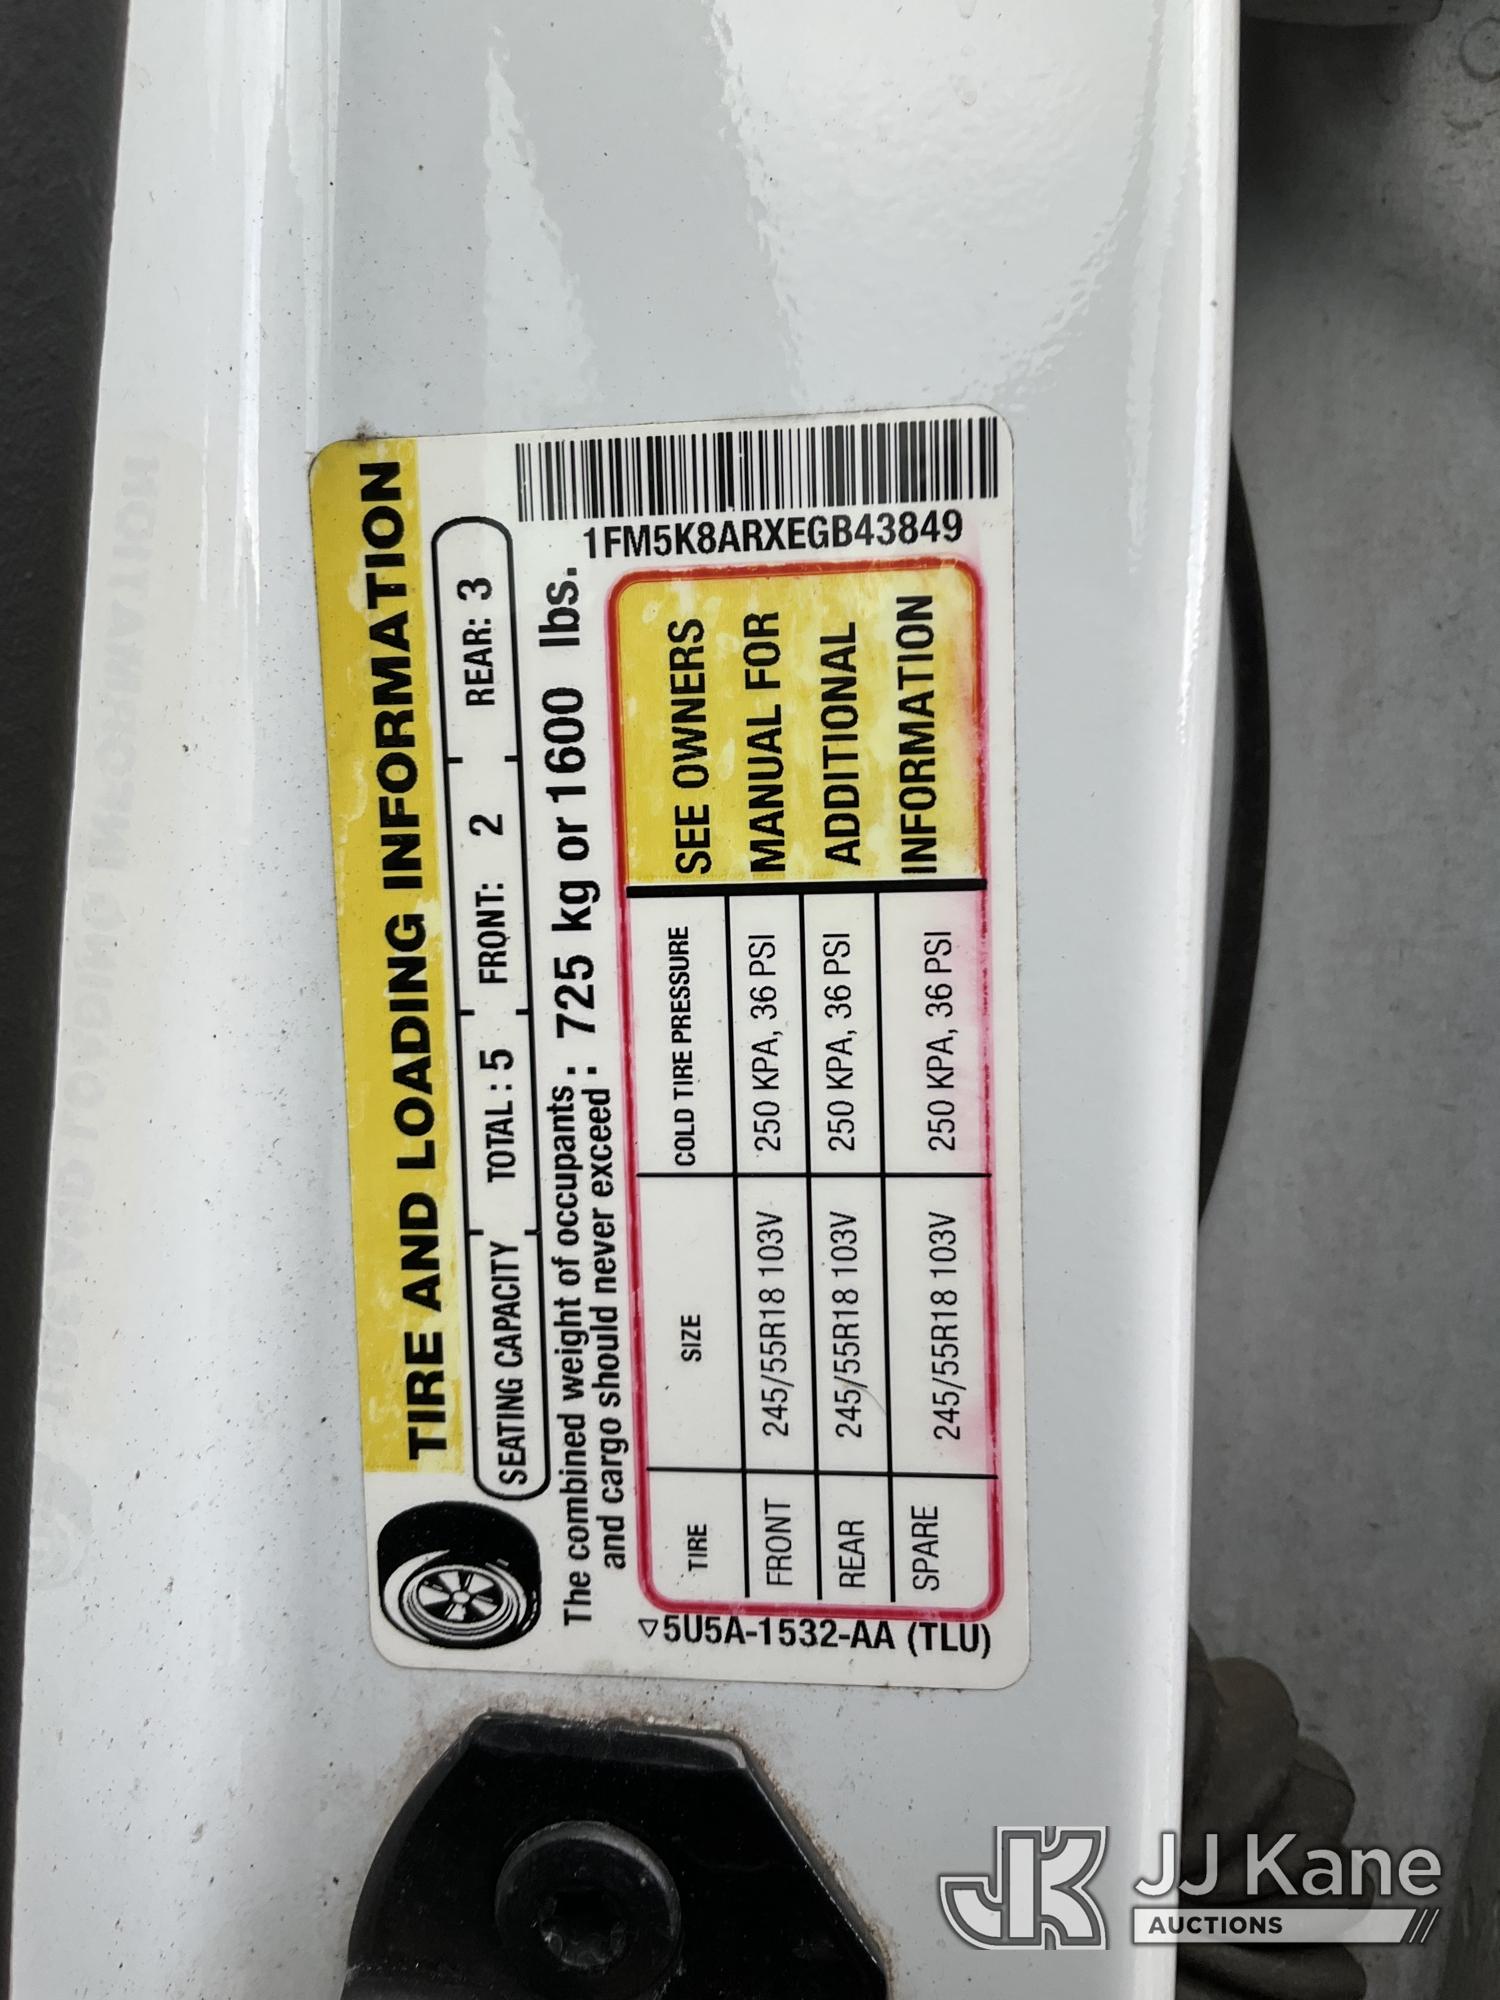 TIRE AND LOADING INFORMATION
SEATING CAPACITY TOTAL : 5 FRONT: 2 REAR: 3
The combined weight of occupants :
and cargo should never exceed :
725 kg or 1600 lbs.
1FM5K8ARXEGB43849
TIRE SIZE COLD TIRE PRESSURE
FRONT 245/55R18 103V 250 KPA, 36 PSI
REAR 245/55R18 103V 250 KPA, 36 PSI
SPARE 245/55R18 103V 250 KPA, 36 PSI
SEE OWNERS
MANUAL FOR
ADDITIONAL
INFORMATION
▽5U5A-1532-AA (TLU)
JK JJ Kane
AUCTIONS